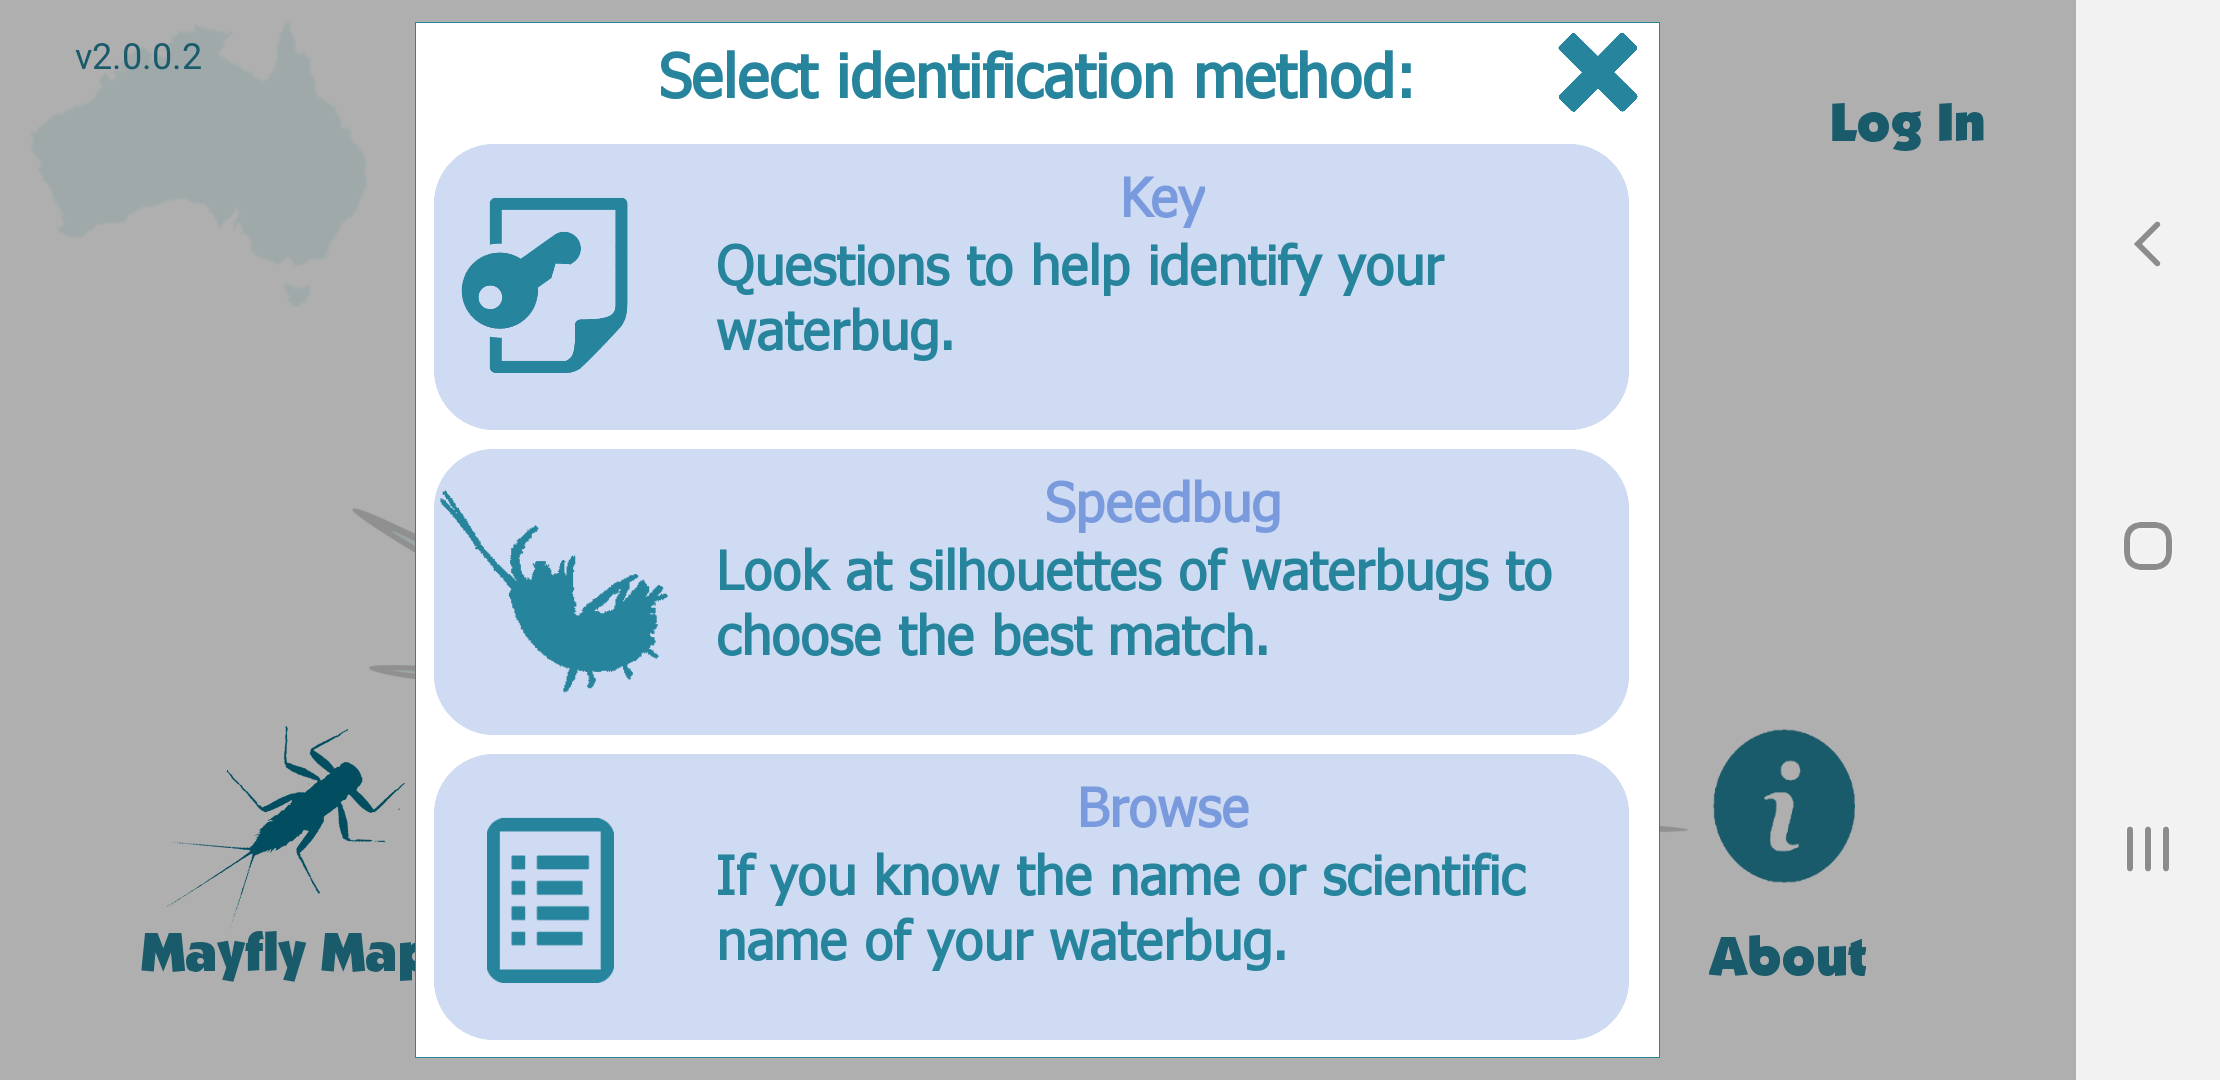 v2.0.0.2
Select identification method:
Log In
Key
Questions to help identify your
waterbug.
Speedbug
Look at silhouettes of waterbugs to
choose the best match.
Browse
If you know the name or scientific
name of your waterbug.
Mayfly Map
About